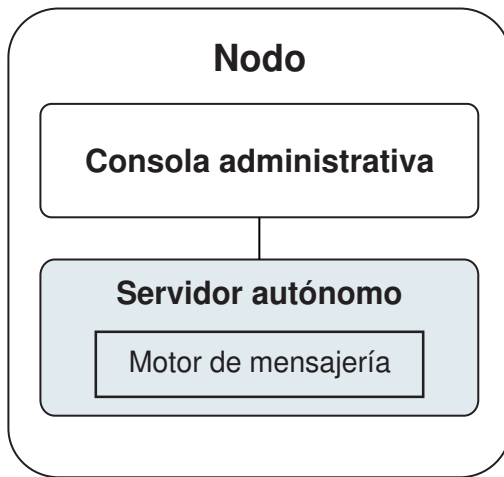 Nodo
Consola administrativa
Servidor autónomo
Motor de mensajería